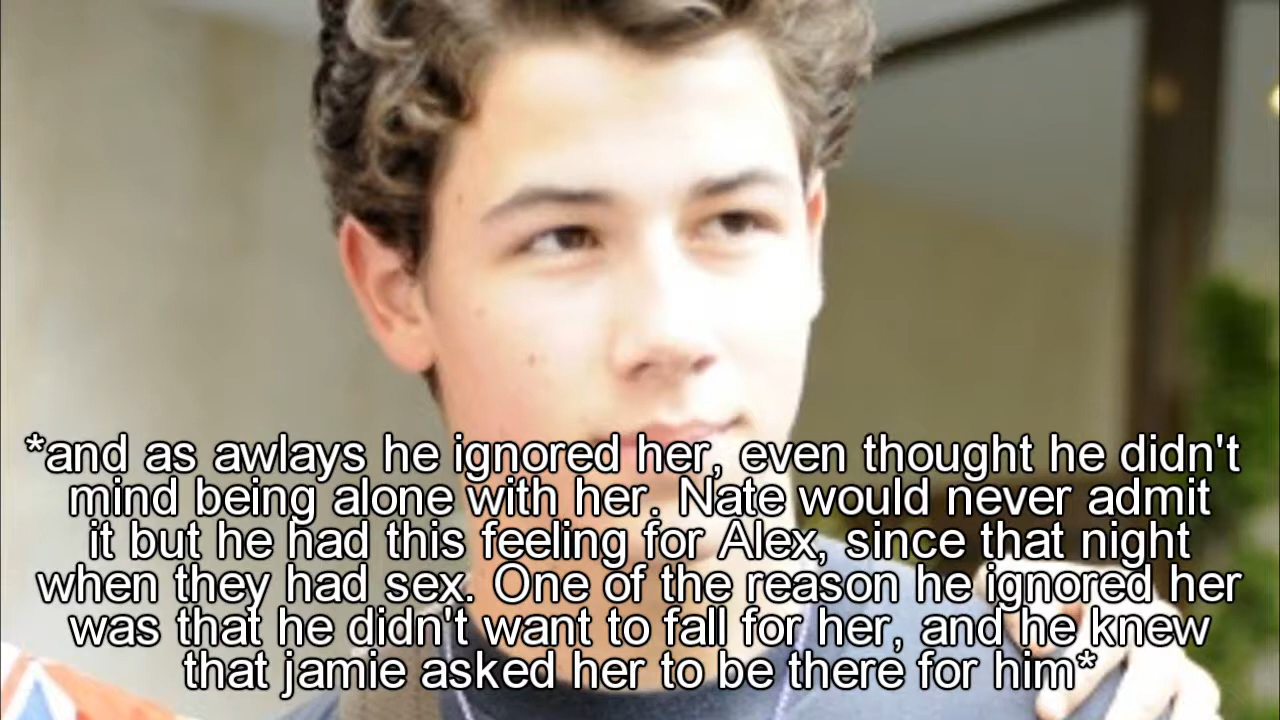 *and as awlays he ignored her, even thought he didn't
mind being alone with her. Nate would never admit
it but he had this feeling for Alex, since that night
when they had sex. One of the reason he ignored her
was that he didn't want to fall for her, and he knew
that jamie asked her to be there for him*